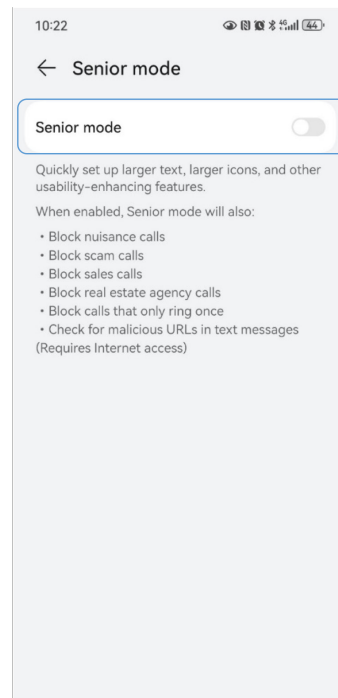 10:22
4G 44
← Senior mode
Senior mode
Quickly set up larger text, larger icons, and other
usability-enhancing features.
When enabled, Senior mode will also:
• Block nuisance calls
• Block scam calls
• Block sales calls
• Block real estate agency calls
• Block calls that only ring once
• Check for malicious URLs in text messages
(Requires Internet access)